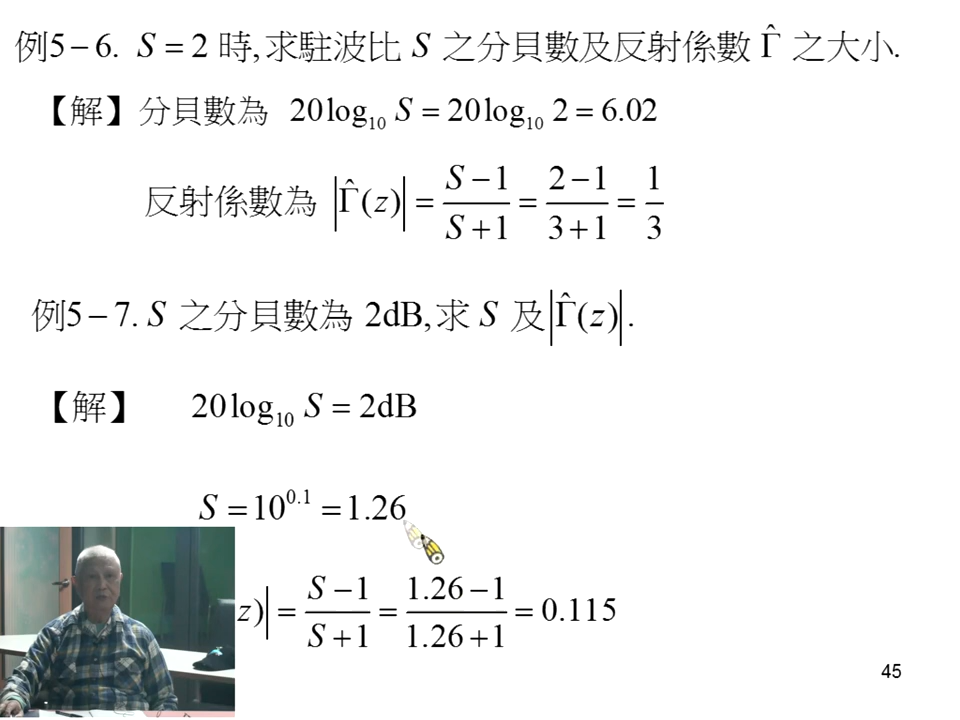 例5－6. S = 2 時,求駐波比 S 之分貝數及反射係數 Γ̂ 之大小.
【解】分貝數為 20log₁₀ S = 20log₁₀ 2 = 6.02
反射係數為 |Γ̂(z)| = (S−1)/(S+1) = (2−1)/(3+1) = 1/3
例5－7. S 之分貝數為 2dB,求 S 及 |Γ̂(z)|.
【解】 20log₁₀ S = 2dB
S = 10^0.1 = 1.26
z)| = (S−1)/(S+1) = (1.26−1)/(1.26+1) = 0.115
45